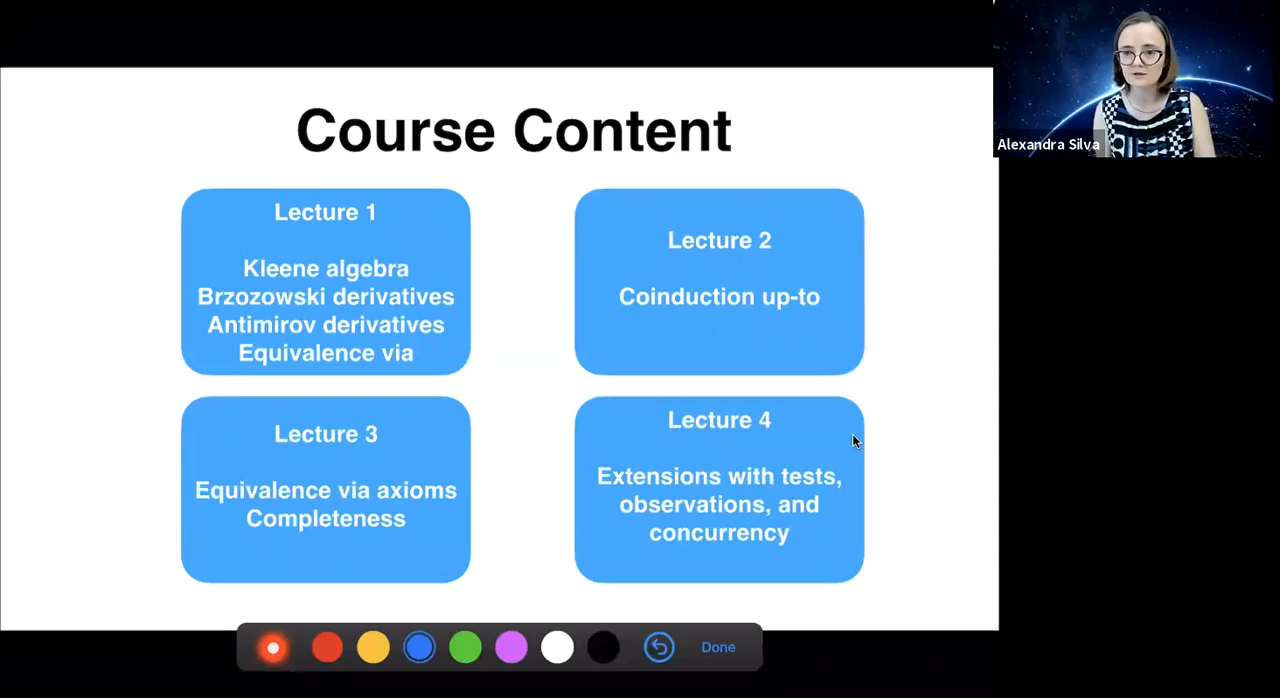 Course Content
Lecture 1
Kleene algebra
Brzozowski derivatives
Antimirov derivatives
Equivalence via
Lecture 2
Coinduction up-to
Lecture 3
Equivalence via axioms
Completeness
Lecture 4
Extensions with tests,
observations, and
concurrency
Alexandra Silva
Done